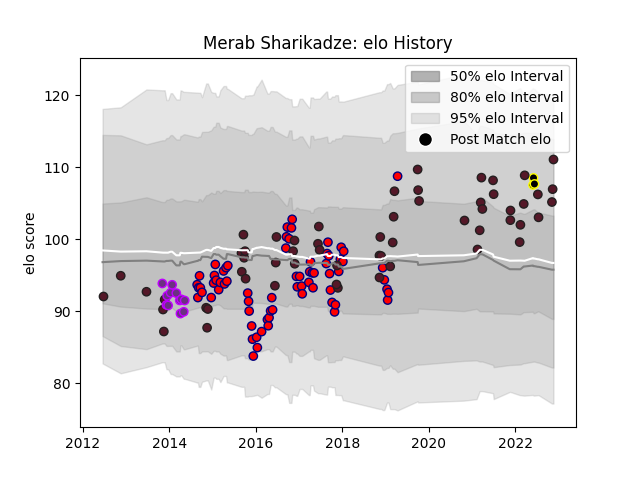 Merab Sharikadze: elo History
50% elo Interval
80% elo Interval
95% elo Interval
Post Match elo
elo score
120
110
100
90
80
2012
2014
2016
2018
2020
2022